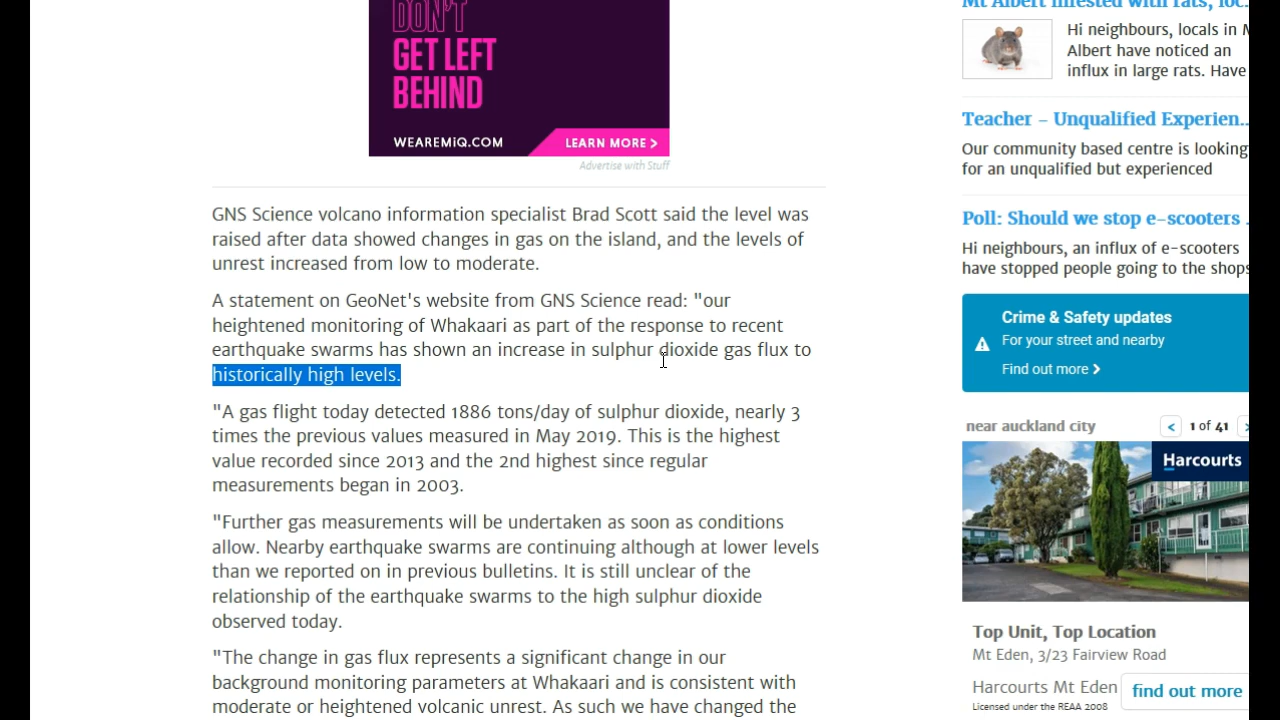 DON'T
GET LEFT
BEHIND
WEAREMiQ.COM
LEARN MORE >
Advertise with Stuff
GNS Science volcano information specialist Brad Scott said the level was
raised after data showed changes in gas on the island, and the levels of
unrest increased from low to moderate.
A statement on GeoNet's website from GNS Science read: "our
heightened monitoring of Whakaari as part of the response to recent
earthquake swarms has shown an increase in sulphur dioxide gas flux to
historically high levels.
"A gas flight today detected 1886 tons/day of sulphur dioxide, nearly 3
times the previous values measured in May 2019. This is the highest
value recorded since 2013 and the 2nd highest since regular
measurements began in 2003.
"Further gas measurements will be undertaken as soon as conditions
allow. Nearby earthquake swarms are continuing although at lower levels
than we reported on in previous bulletins. It is still unclear of the
relationship of the earthquake swarms to the high sulphur dioxide
observed today.
"The change in gas flux represents a significant change in our
background monitoring parameters at Whakaari and is consistent with
moderate or heightened volcanic unrest. As such we have changed the
Mt Albert infested with rats, loc...
Hi neighbours, locals in M
Albert have noticed an
influx in large rats. Have
Teacher - Unqualified Experien..
Our community based centre is looking
for an unqualified but experienced
Poll: Should we stop e-scooters .
Hi neighbours, an influx of e-scooters
have stopped people going to the shops
Crime & Safety updates
For your street and nearby
Find out more >
near auckland city
< 1 of 41 >
Harcourts
Top Unit, Top Location
Mt Eden, 3/23 Fairview Road
Harcourts Mt Eden
Licensed under the REAA 2008
find out more